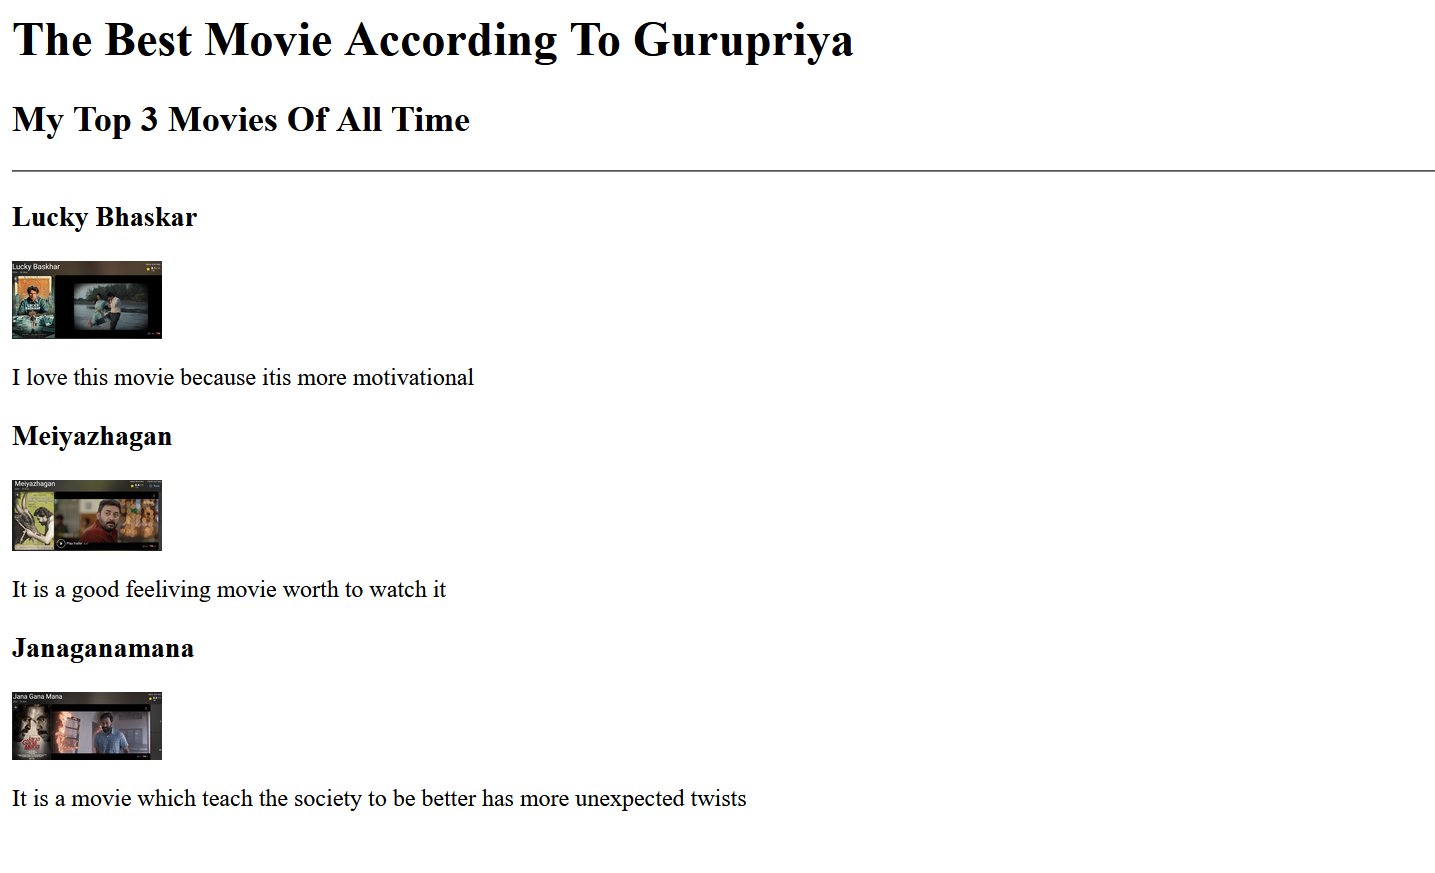 The Best Movie According To Gurupriya
My Top 3 Movies Of All Time
Lucky Bhaskar
Lucky Baskhar
I love this movie because itis more motivational
Meiyazhagan
Meiyazhagan
Play trailer
It is a good feeliving movie worth to watch it
Janaganamana
Jana Gana Mana
It is a movie which teach the society to be better has more unexpected twists